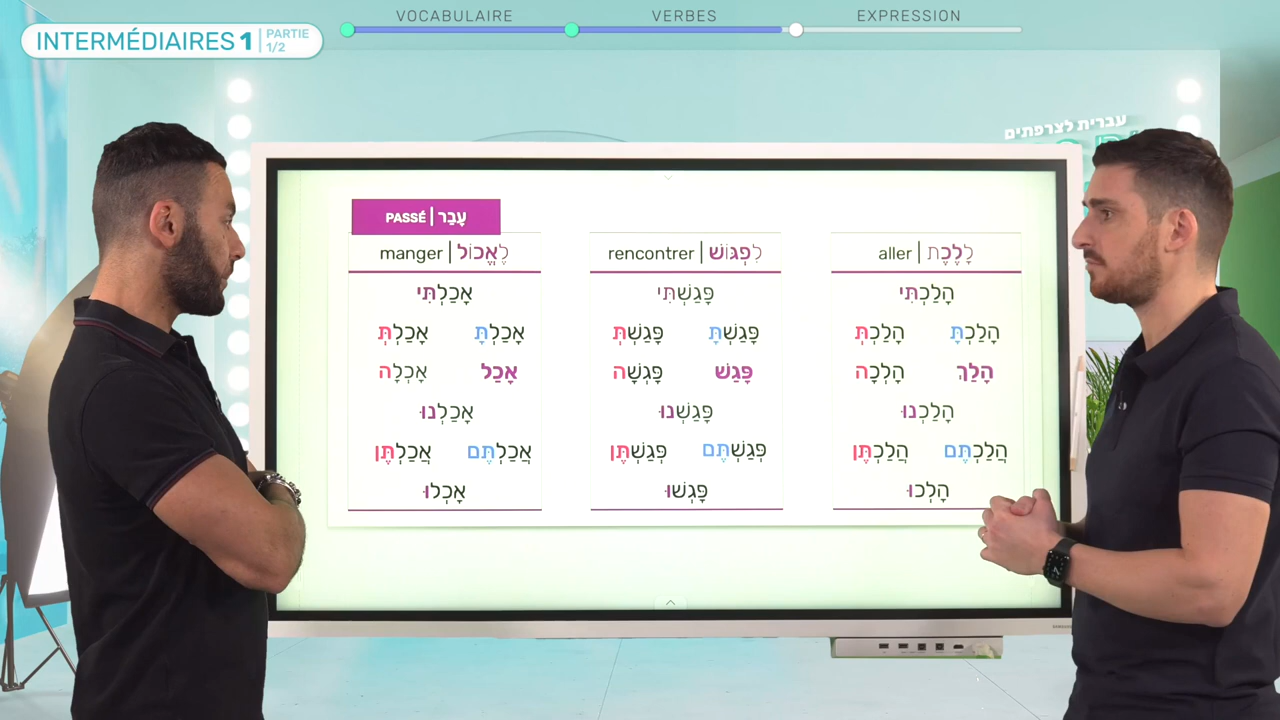 VOCABULAIRE VERBES EXPRESSION
INTERMÉDIAIRES 1 | PARTIE 1/2
עברית לצרפתים
PASSÉ | עָבַר
לָלֶכֶת | aller
הָלַכְתִּי
הָלַכְתָּ הָלַכְתְּ
הָלַךְ הָלְכָה
הָלַכְנוּ
הֲלַכְתֶּם הֲלַכְתֶּן
הָלְכוּ
לִפְגּוֹשׁ | rencontrer
פָּגַשְׁתִּי
פָּגַשְׁתָּ פָּגַשְׁתְּ
פָּגַשׁ פָּגְשָׁה
פָּגַשְׁנוּ
פְּגַשְׁתֶּם פְּגַשְׁתֶּן
פָּגְשׁוּ
לֶאֱכוֹל | manger
אָכַלְתִּי
אָכַלְתָּ אָכַלְתְּ
אָכַל אָכְלָה
אָכַלְנוּ
אֲכַלְתֶּם אֲכַלְתֶּן
אָכְלוּ